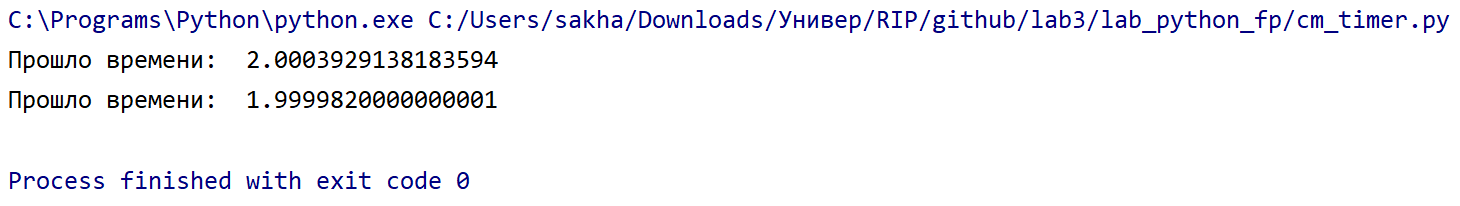 C:\Programs\Python\python.exe C:/Users/sakha/Downloads/Универ/RIP/github/lab3/lab_python_fp/cm_timer.py
Прошло времени:  2.0003929138183594
Прошло времени:  1.9999820000000001
Process finished with exit code 0